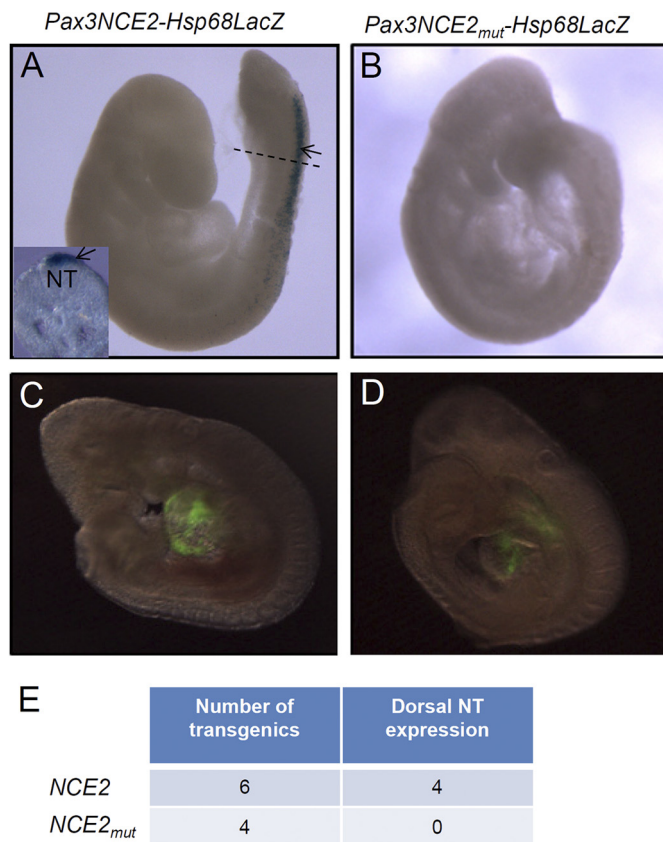 Pax3NCE2-Hsp68LacZ
Pax3NCE2mut-Hsp68LacZ
A
B
NT
C
D
E
Number of transgenics
Dorsal NT expression
NCE2
6
4
NCE2mut
4
0